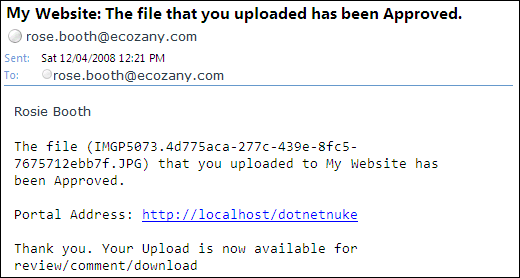 My Website: The file that you uploaded has been Approved.
rose.booth@ecozany.com
Sent: Sat 12/04/2008 12:21 PM
To: rose.booth@ecozany.com
Rosie Booth
The file (IMGP5073.4d775aca-277c-439e-8fc5-
7675712ebb7f.JPG) that you uploaded to My Website has
been Approved.
Portal Address: http://localhost/dotnetnuke
Thank you. Your Upload is now available for
review/comment/download